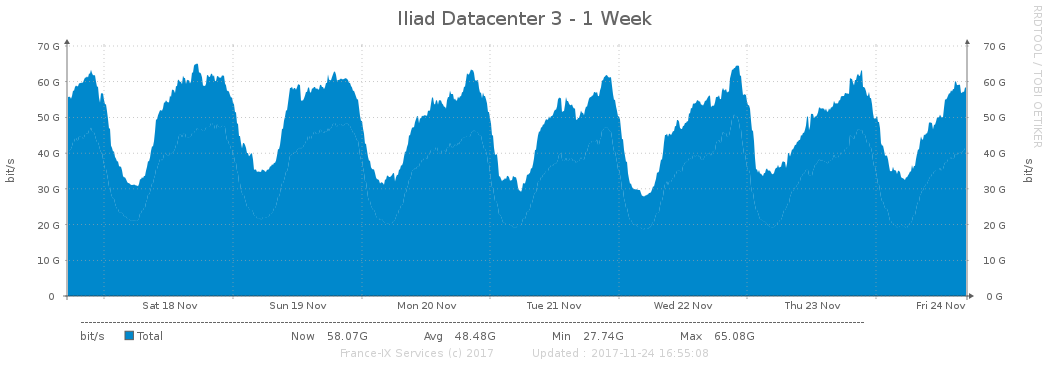 Iliad Datacenter 3 - 1 Week
RRDTOOL / TOBI OETIKER
70 G 70 G
60 G 60 G
50 G 50 G
40 G 40 G
30 G 30 G
20 G 20 G
10 G 10 G
0 0 G
bit/s bit/s
Sat 18 Nov Sun 19 Nov Mon 20 Nov Tue 21 Nov Wed 22 Nov Thu 23 Nov Fri 24 Nov
bit/s Total Now 58.07G Avg 48.48G Min 27.74G Max 65.08G
France-IX Services (c) 2017 Updated : 2017-11-24 16:55:08